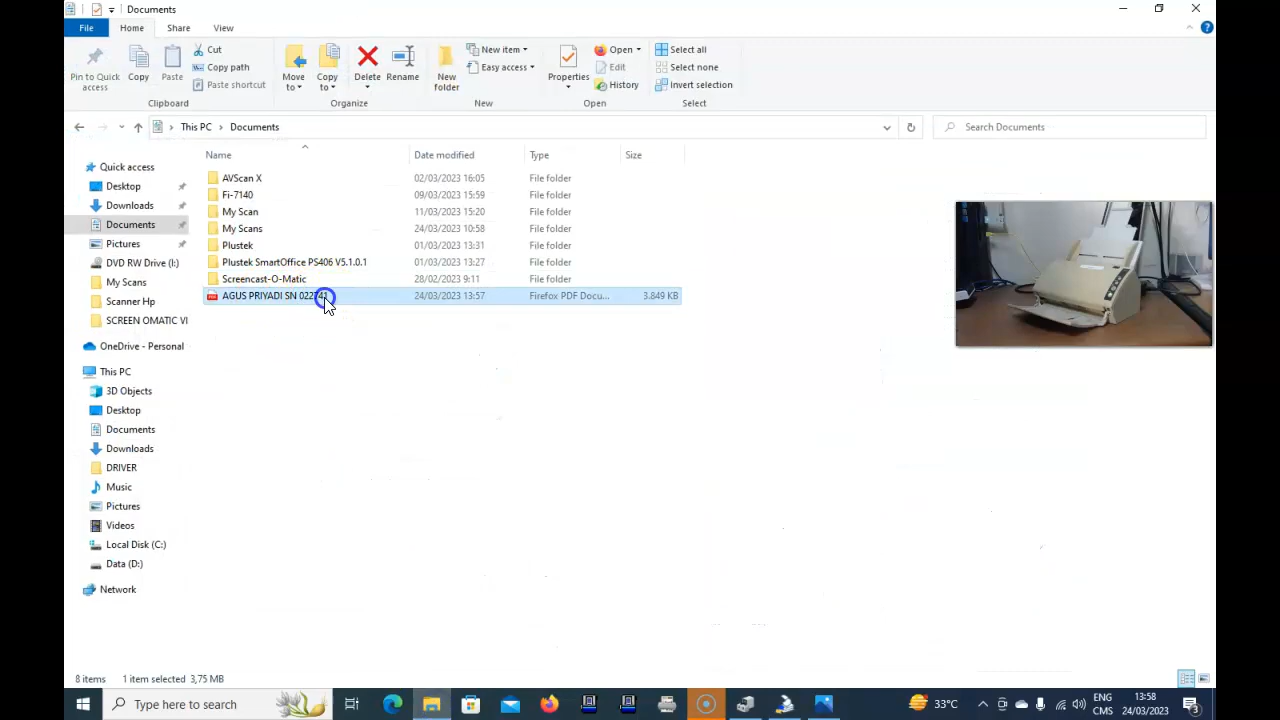 Documents
File Home Share View
Pin to Quick access
Copy
Paste
Cut
Copy path
Paste shortcut
Move to
Copy to
Delete
Rename
New folder
New item
Easy access
Properties
Open
Edit
History
Select all
Select none
Invert selection
Clipboard Organize New Open Select
This PC Documents
Search Documents
Name Date modified Type Size
AVScan X 02/03/2023 16:05 File folder
Fi-7140 09/03/2023 15:59 File folder
My Scan 11/03/2023 15:20 File folder
My Scans 24/03/2023 10:58 File folder
Plustek 01/03/2023 13:31 File folder
Plustek SmartOffice PS406 V5.1.0.1 01/03/2023 13:27 File folder
Screencast-O-Matic 28/02/2023 9:11 File folder
AGUS PRIYADI SN 022741 24/03/2023 13:57 Firefox PDF Docu... 3.849 KB
Quick access
Desktop
Downloads
Documents
Pictures
DVD RW Drive (I:)
My Scans
Scanner Hp
SCREEN OMATIC VI
OneDrive - Personal
This PC
3D Objects
Desktop
Documents
Downloads
DRIVER
Music
Pictures
Videos
Local Disk (C:)
Data (D:)
Network
8 items 1 item selected 3,75 MB
Type here to search
33°C
ENG
CMS
13:58
24/03/2023
3